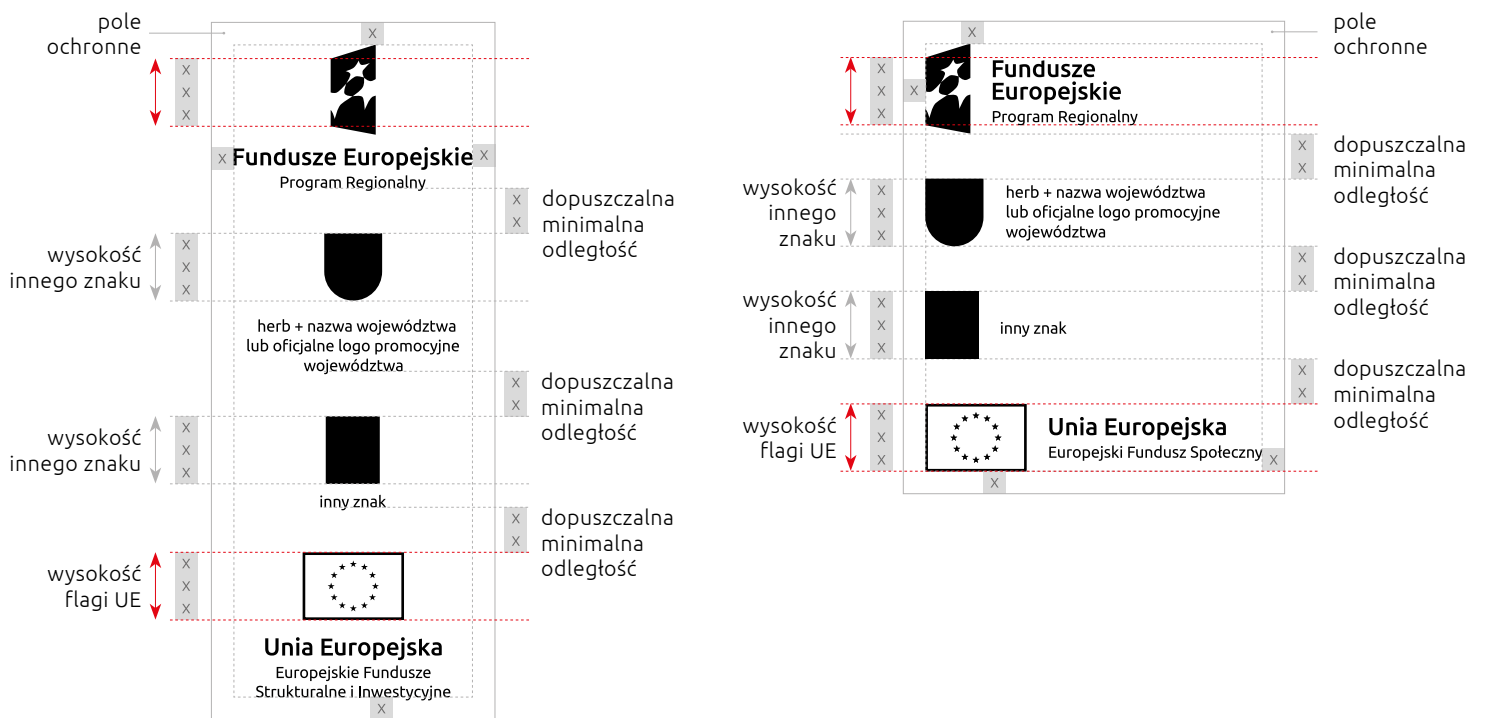 pole
ochronne
X
X
X
X
X
Fundusze Europejskie
X
Program Regionalny
X
X
dopuszczalna
minimalna
odległość
wysokość
innego znaku
X
X
X
herb + nazwa województwa
lub oficjalne logo promocyjne
województwa
X
X
dopuszczalna
minimalna
odległość
wysokość
innego znaku
X
X
X
inny znak
X
X
dopuszczalna
minimalna
odległość
wysokość
flagi UE
X
X
X
Unia Europejska
Europejskie Fundusze
Strukturalne i Inwestycyjne
X
X
pole
ochronne
X
X
X
X
Fundusze
Europejskie
Program Regionalny
X
X
dopuszczalna
minimalna
odległość
wysokość
innego
znaku
X
X
X
herb + nazwa województwa
lub oficjalne logo promocyjne
województwa
X
X
dopuszczalna
minimalna
odległość
wysokość
innego
znaku
X
X
X
inny znak
X
X
dopuszczalna
minimalna
odległość
wysokość
flagi UE
X
X
X
Unia Europejska
Europejski Fundusz Społeczny
X
X